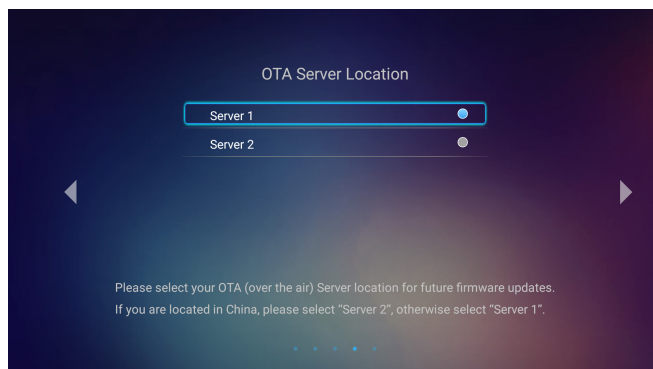 OTA Server Location
Server 1
Server 2
Please select your OTA (over the air) Server location for future firmware updates.
If you are located in China, please select “Server 2”, otherwise select “Server 1”.